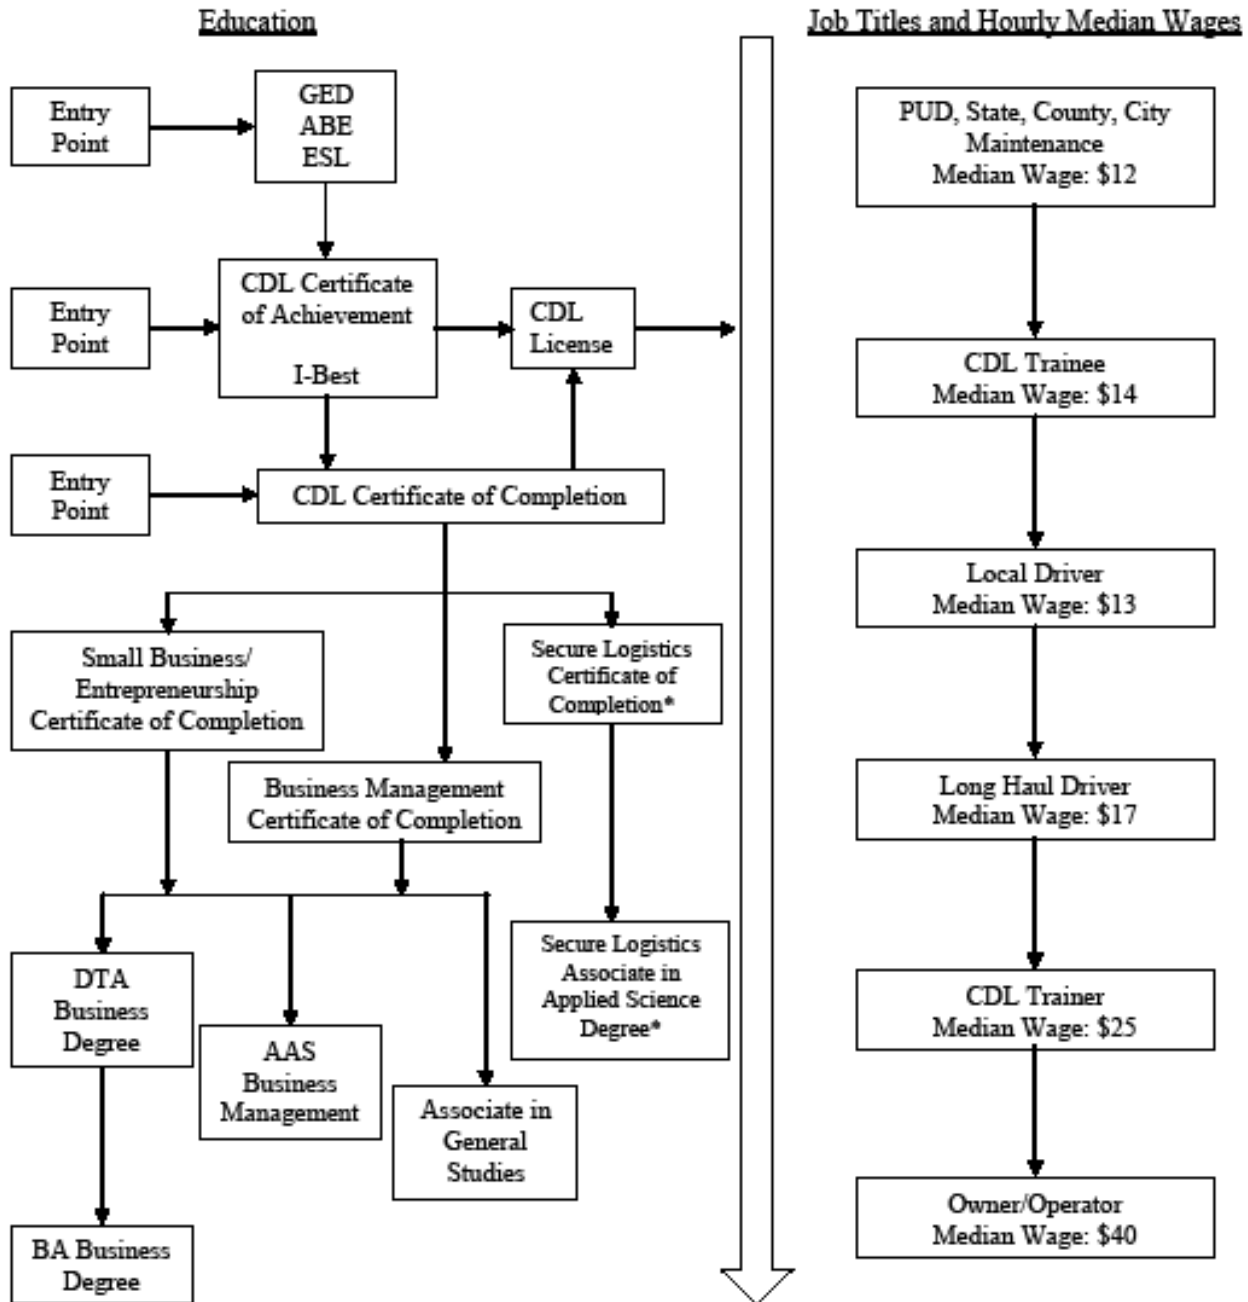 Education
Job Titles and Hourly Median Wages
Entry
Point
GED
ABE
ESL
PUD, State, County, City
Maintenance
Median Wage: $12
Entry
Point
CDL Certificate
of Achievement
I-Best
CDL
License
CDL Trainee
Median Wage: $14
Entry
Point
CDL Certificate of Completion
Local Driver
Median Wage: $13
Small Business/
Entrepreneurship
Certificate of Completion
Secure Logistics
Certificate of
Completion*
Business Management
Certificate of Completion
Long Haul Driver
Median Wage: $17
DTA
Business
Degree
AAS
Business
Management
Associate in
General
Studies
Secure Logistics
Associate in
Applied Science
Degree*
CDL Trainer
Median Wage: $25
BA Business
Degree
Owner/Operator
Median Wage: $40